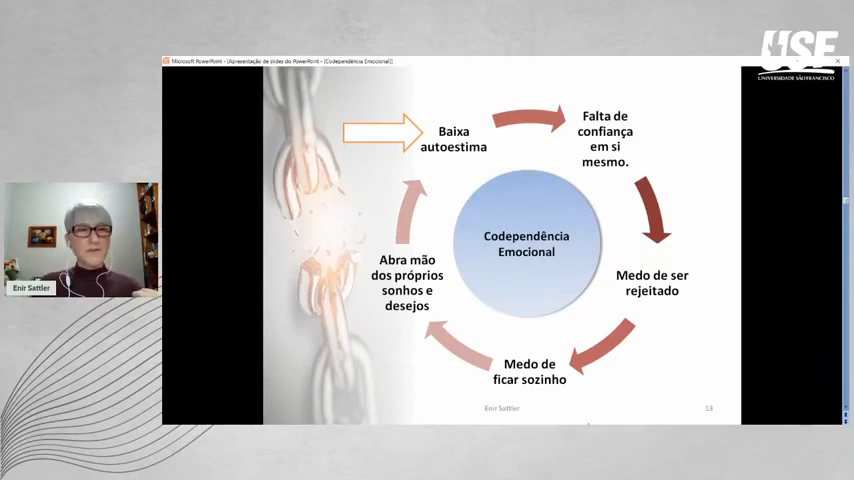 USF
UNIVERSIDADE SÃO FRANCISCO
Microsoft PowerPoint - [Apresentação de slides do PowerPoint - [Codependência Emocional]]
Baixa
autoestima
Falta de
confiança
em si
mesmo.
Medo de ser
rejeitado
Medo de
ficar sozinho
Abra mão
dos próprios
sonhos e
desejos
Codependência
Emocional
Enir Sattler
13
Enir Sattler